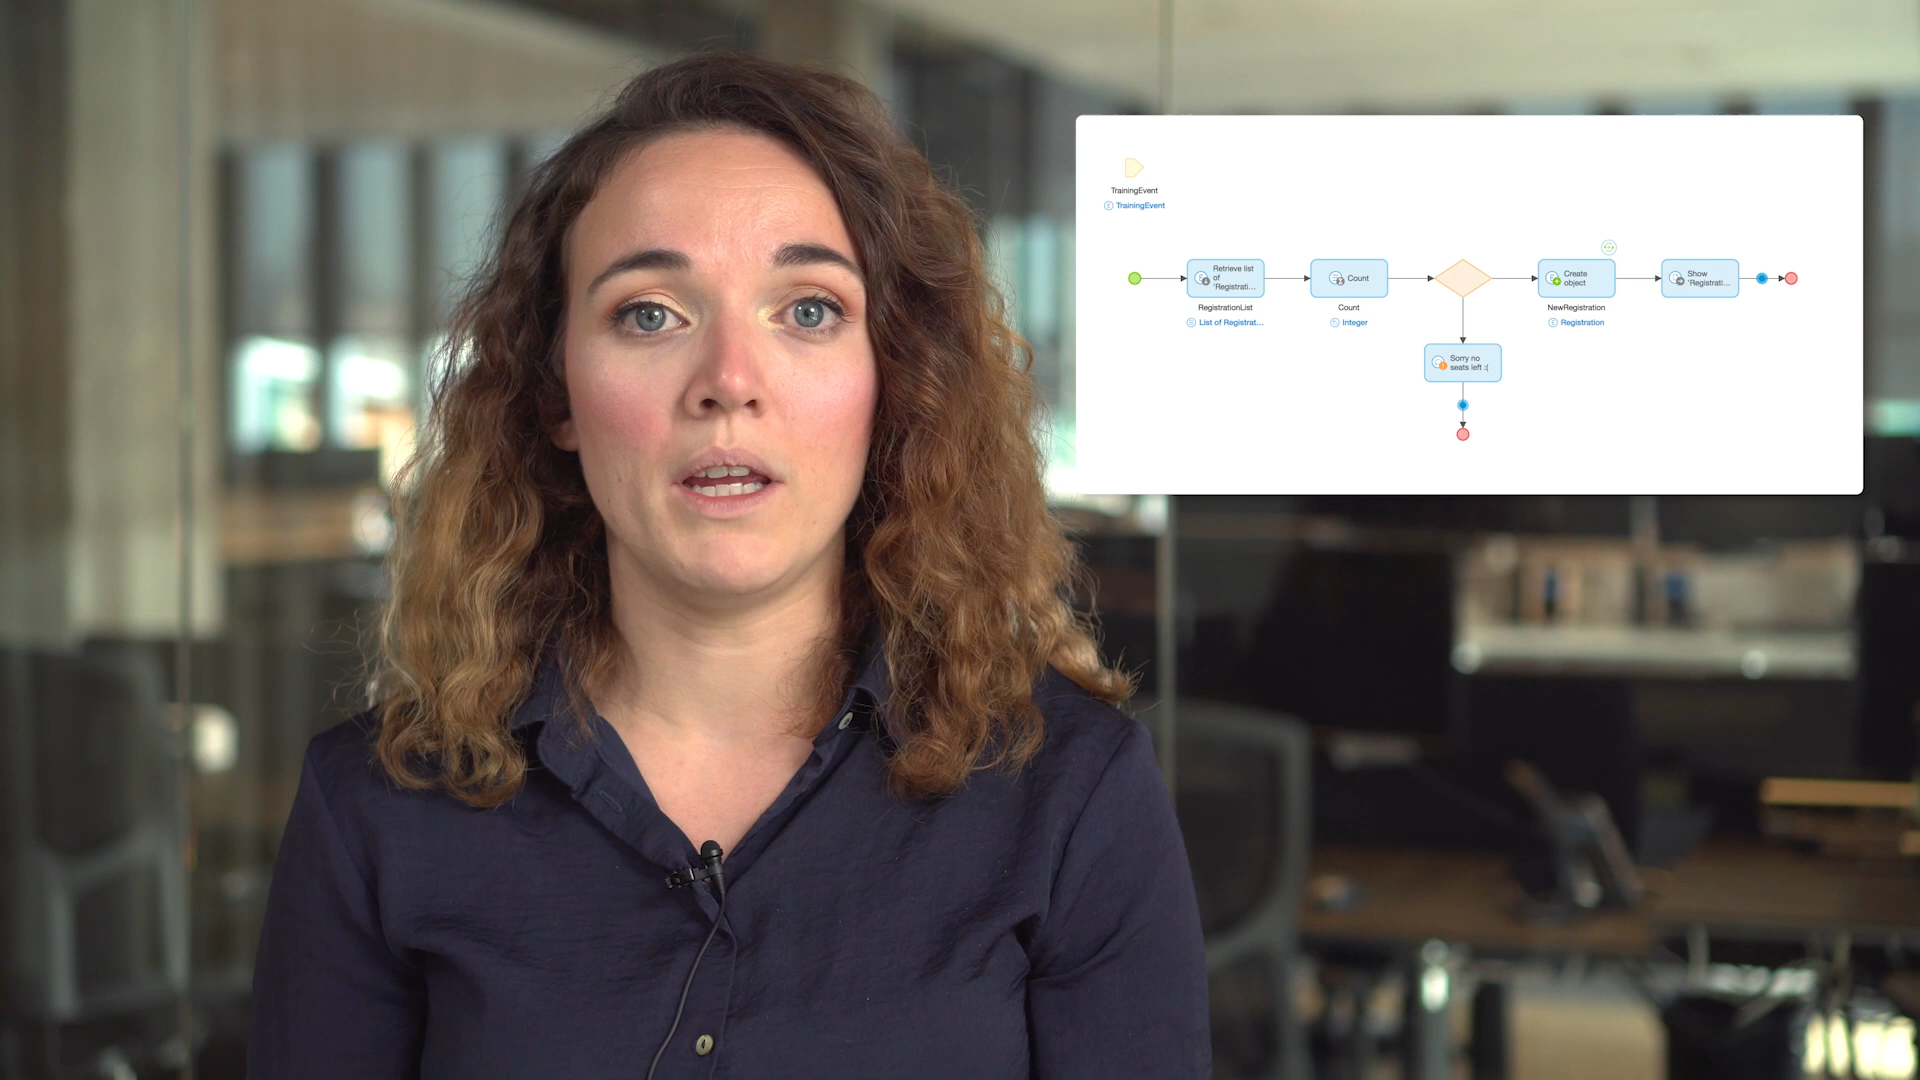 TrainingEvent
TrainingEvent
Retrieve list
of
'Registrati...
Count
Create
object
Show
'Registrati...
RegistrationList
List of Registrat...
Count
Integer
NewRegistration
Registration
Sorry no
seats left :(